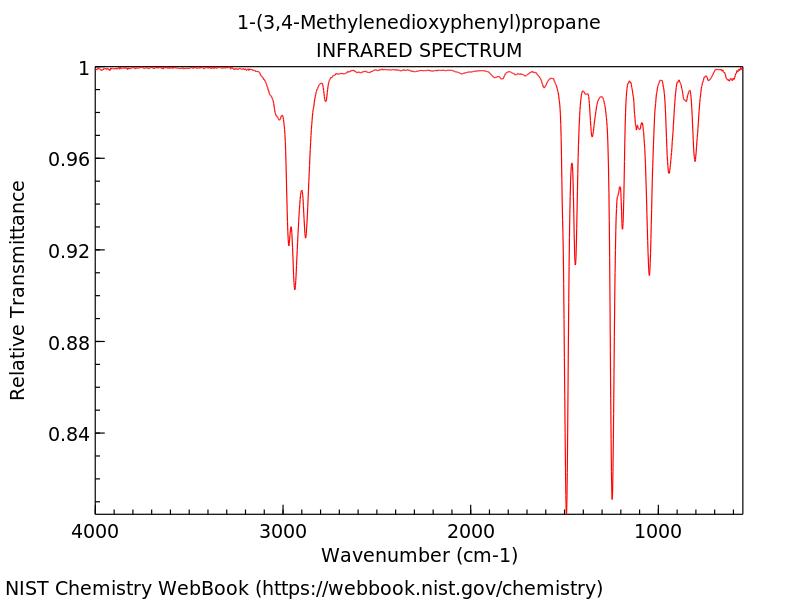 1-(3,4-Methylenedioxyphenyl)propane
INFRARED SPECTRUM
1
0.96
0.92
0.88
0.84
Relative Transmittance
4000 3000 2000 1000
Wavenumber (cm-1)
NIST Chemistry WebBook (https://webbook.nist.gov/chemistry)